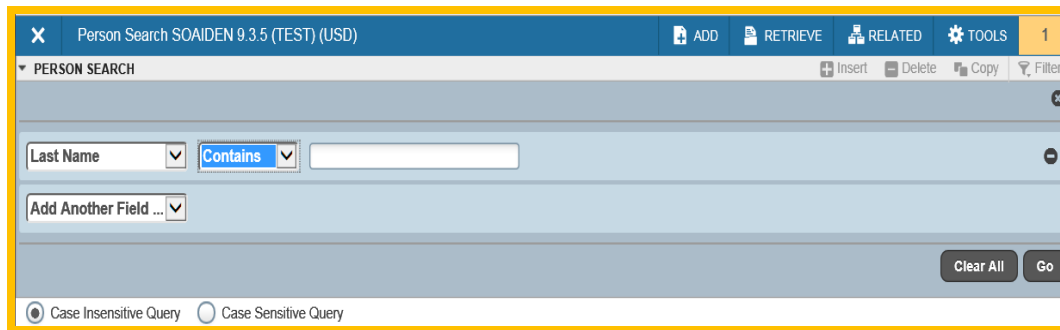 X Person Search SOAIDEN 9.3.5 (TEST) (USD) ADD RETRIEVE RELATED TOOLS 1
PERSON SEARCH Insert Delete Copy Filter
Last Name Contains
Add Another Field ...
Clear All Go
Case Insensitive Query Case Sensitive Query